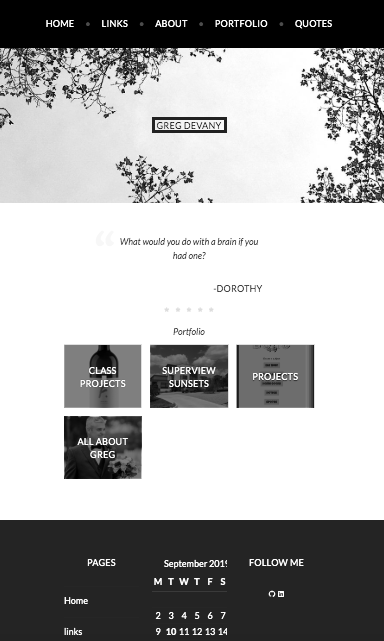 HOME • LINKS • ABOUT • PORTFOLIO • QUOTES
GREG DEVANY
“ What would you do with a brain if you
had one?
-DOROTHY
Portfolio
CLASS
PROJECTS
SUPERVIEW
SUNSETS
PROJECTS
ALL ABOUT
GREG
PAGES
Home
links
September 201
M T W T F S
2 3 4 5 6 7
9 10 11 12 13 14
FOLLOW ME